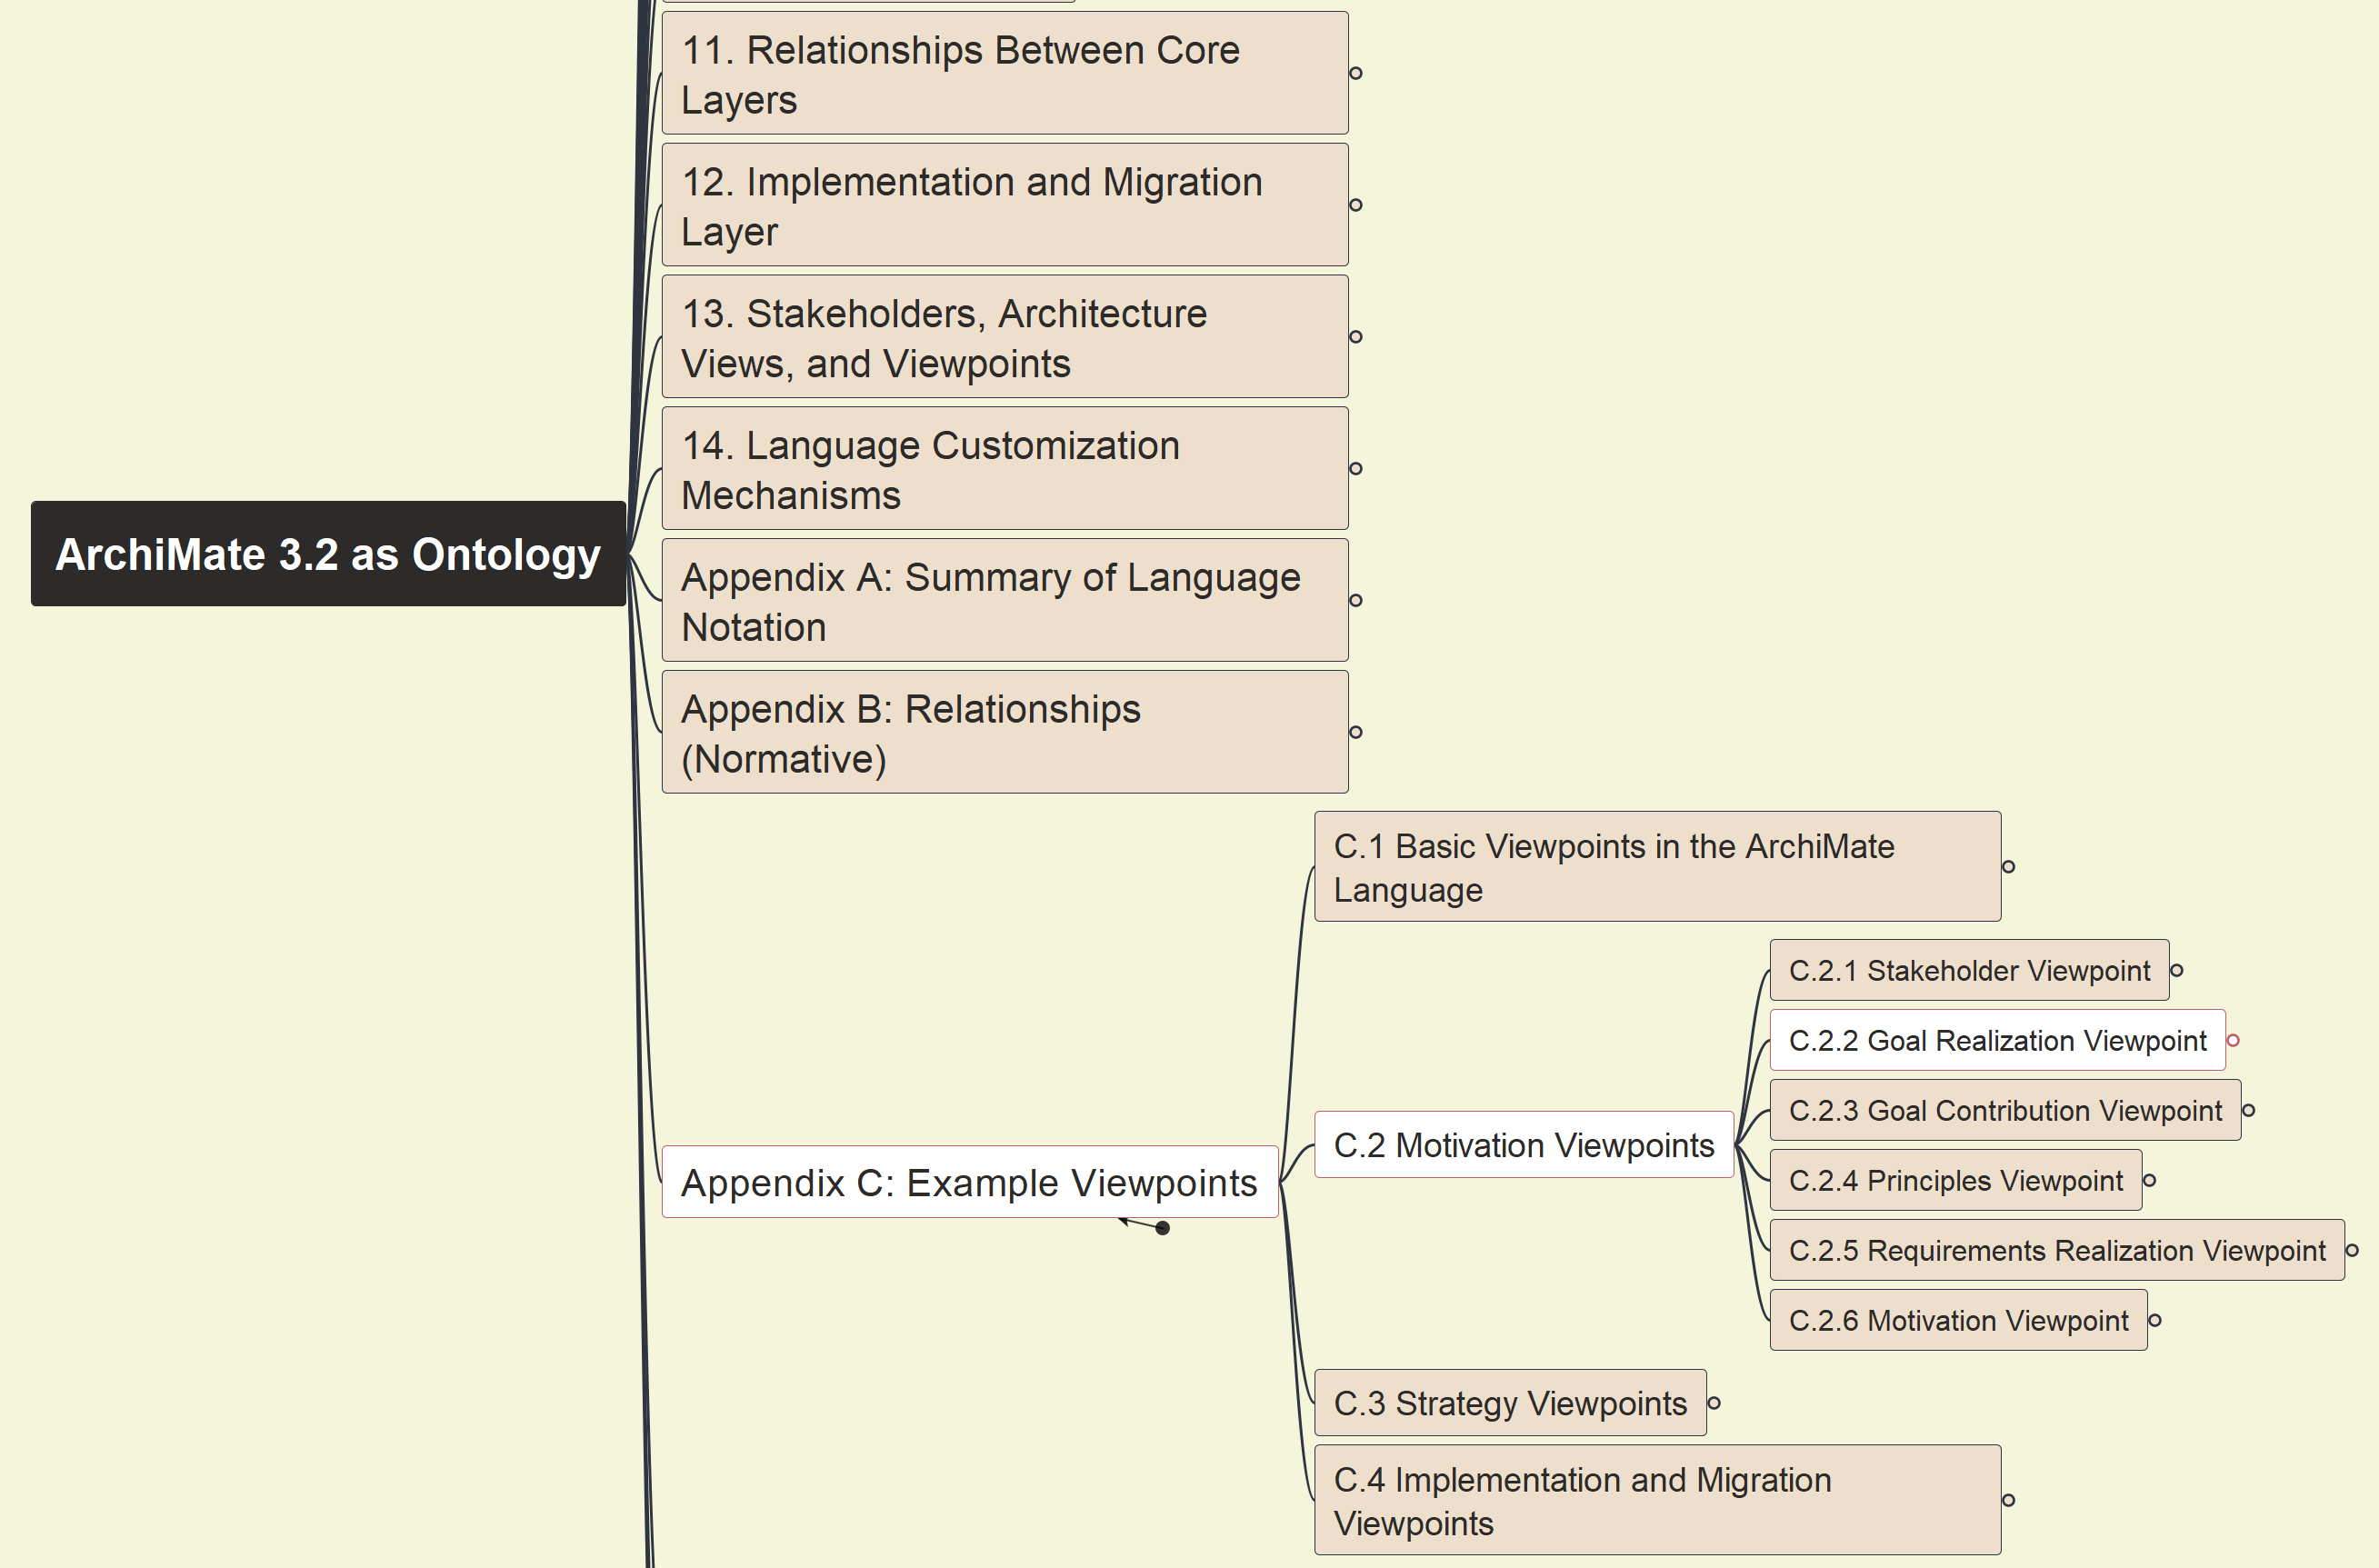 11. Relationships Between Core
Layers
12. Implementation and Migration
Layer
13. Stakeholders, Architecture
Views, and Viewpoints
14. Language Customization
Mechanisms
ArchiMate 3.2 as Ontology
Appendix A: Summary of Language
Notation
Appendix B: Relationships
(Normative)
C.1 Basic Viewpoints in the ArchiMate
Language
C.2.1 Stakeholder Viewpoint
C.2.2 Goal Realization Viewpoint
C.2.3 Goal Contribution Viewpoint
C.2 Motivation Viewpoints
Appendix C: Example Viewpoints
C.2.4 Principles Viewpoint
C.2.5 Requirements Realization Viewpoint
C.2.6 Motivation Viewpoint
C.3 Strategy Viewpoints
C.4 Implementation and Migration
Viewpoints